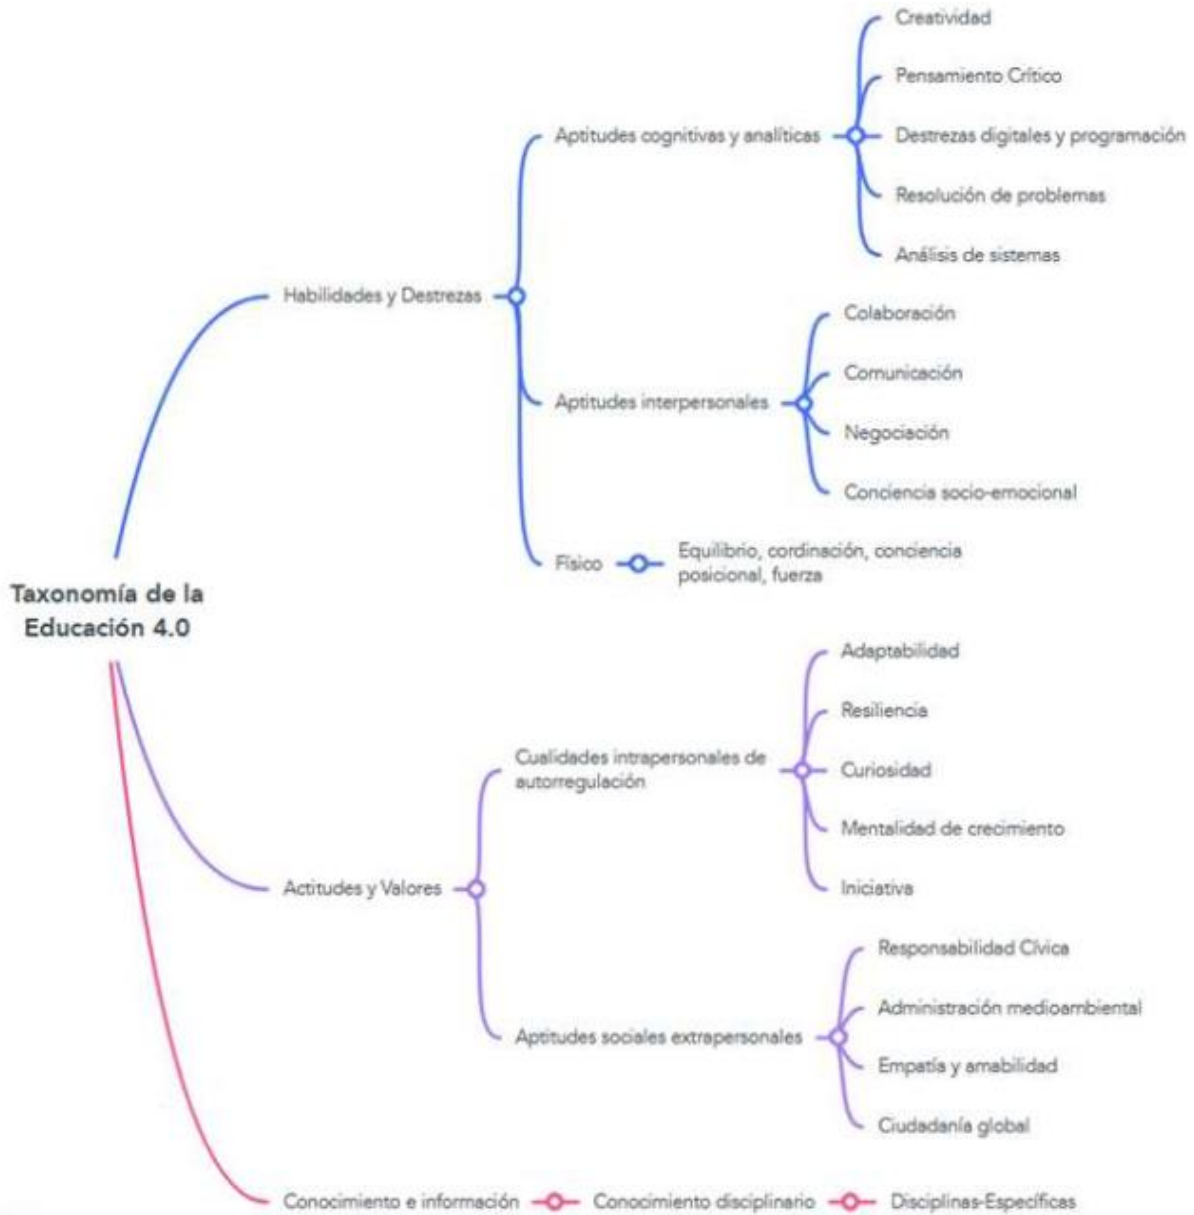 Taxonomía de la
Educación 4.0
Habilidades y Destrezas
Aptitudes cognitivas y analíticas
Creatividad
Pensamiento Crítico
Destrezas digitales y programación
Resolución de problemas
Análisis de sistemas
Aptitudes interpersonales
Colaboración
Comunicación
Negociación
Conciencia socio-emocional
Físico
Equilibrio, cordinación, conciencia
posicional, fuerza
Actitudes y Valores
Cualidades intrapersonales de
autorregulación
Adaptabilidad
Resiliencia
Curiosidad
Mentalidad de crecimiento
Iniciativa
Aptitudes sociales extrapersonales
Responsabilidad Cívica
Administración medioambiental
Empatía y amabilidad
Ciudadanía global
Conocimiento e información
Conocimiento disciplinario
Disciplinas-Específicas